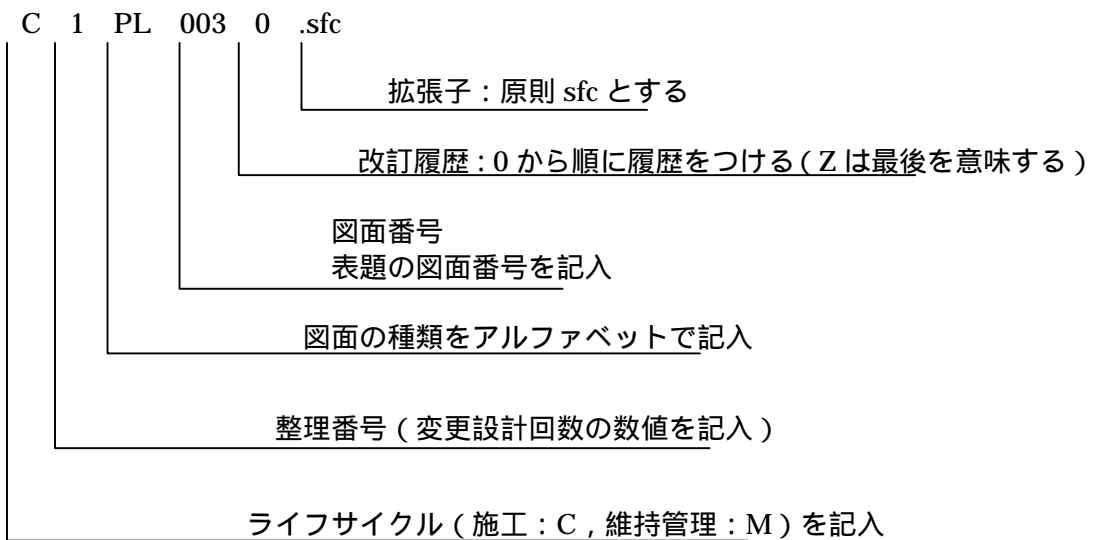 C 1 PL 003 0 .sfc
拡張子：原則 sfc とする
改訂履歴：0 から順に履歴をつける（Z は最後を意味する）
図面番号
表題の図面番号を記入
図面の種類をアルファベットで記入
整理番号（変更設計回数の数値を記入）
ライフサイクル（施工：C，維持管理：M）を記入